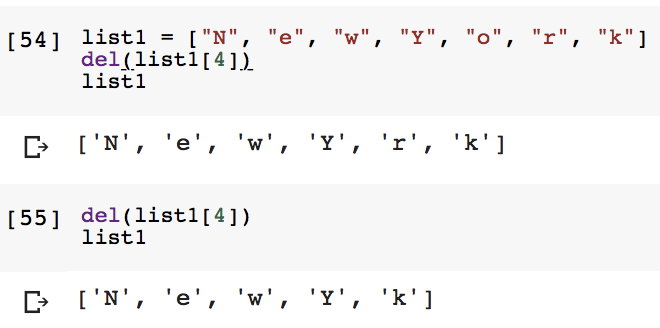 [54] list1 = ["N", "e", "w", "Y", "o", "r", "k"]
del(list1[4])
list1
['N', 'e', 'w', 'Y', 'r', 'k']
[55] del(list1[4])
list1
['N', 'e', 'w', 'Y', 'k']